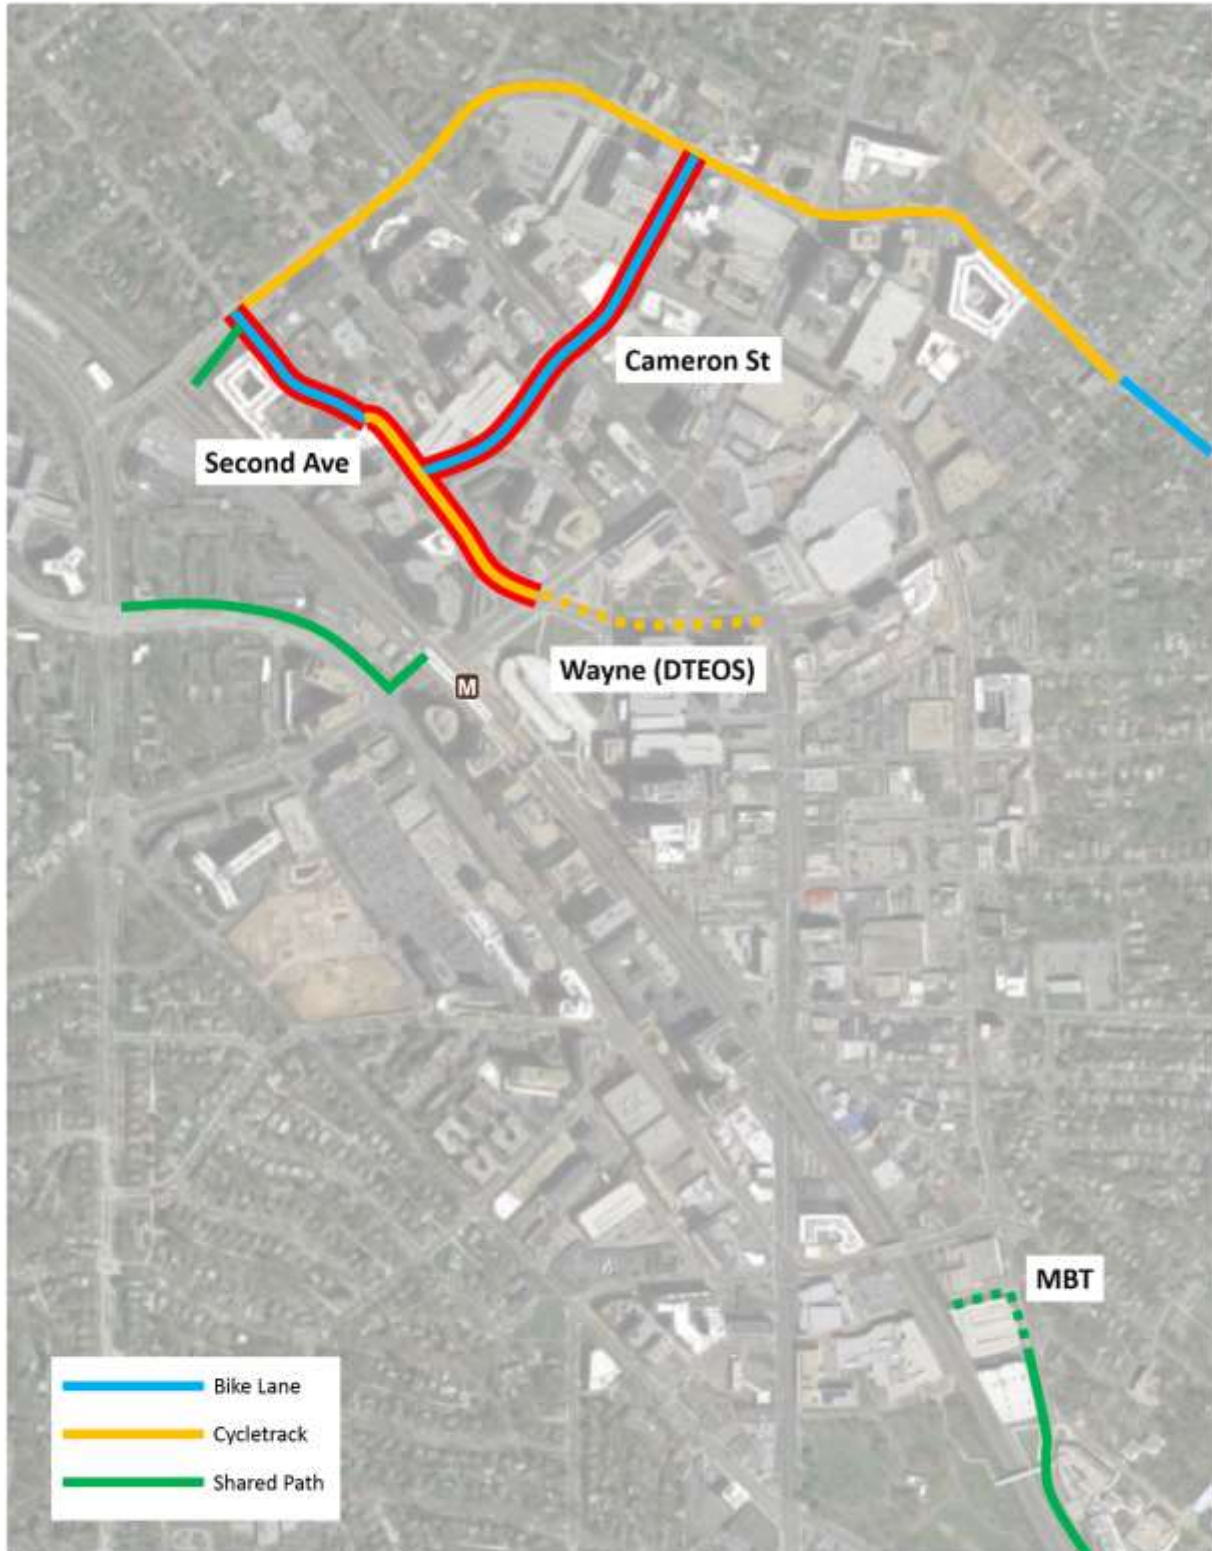 Cameron St
Second Ave
Wayne (DTEOS)
M
MBT
Bike Lane
Cycletrack
Shared Path